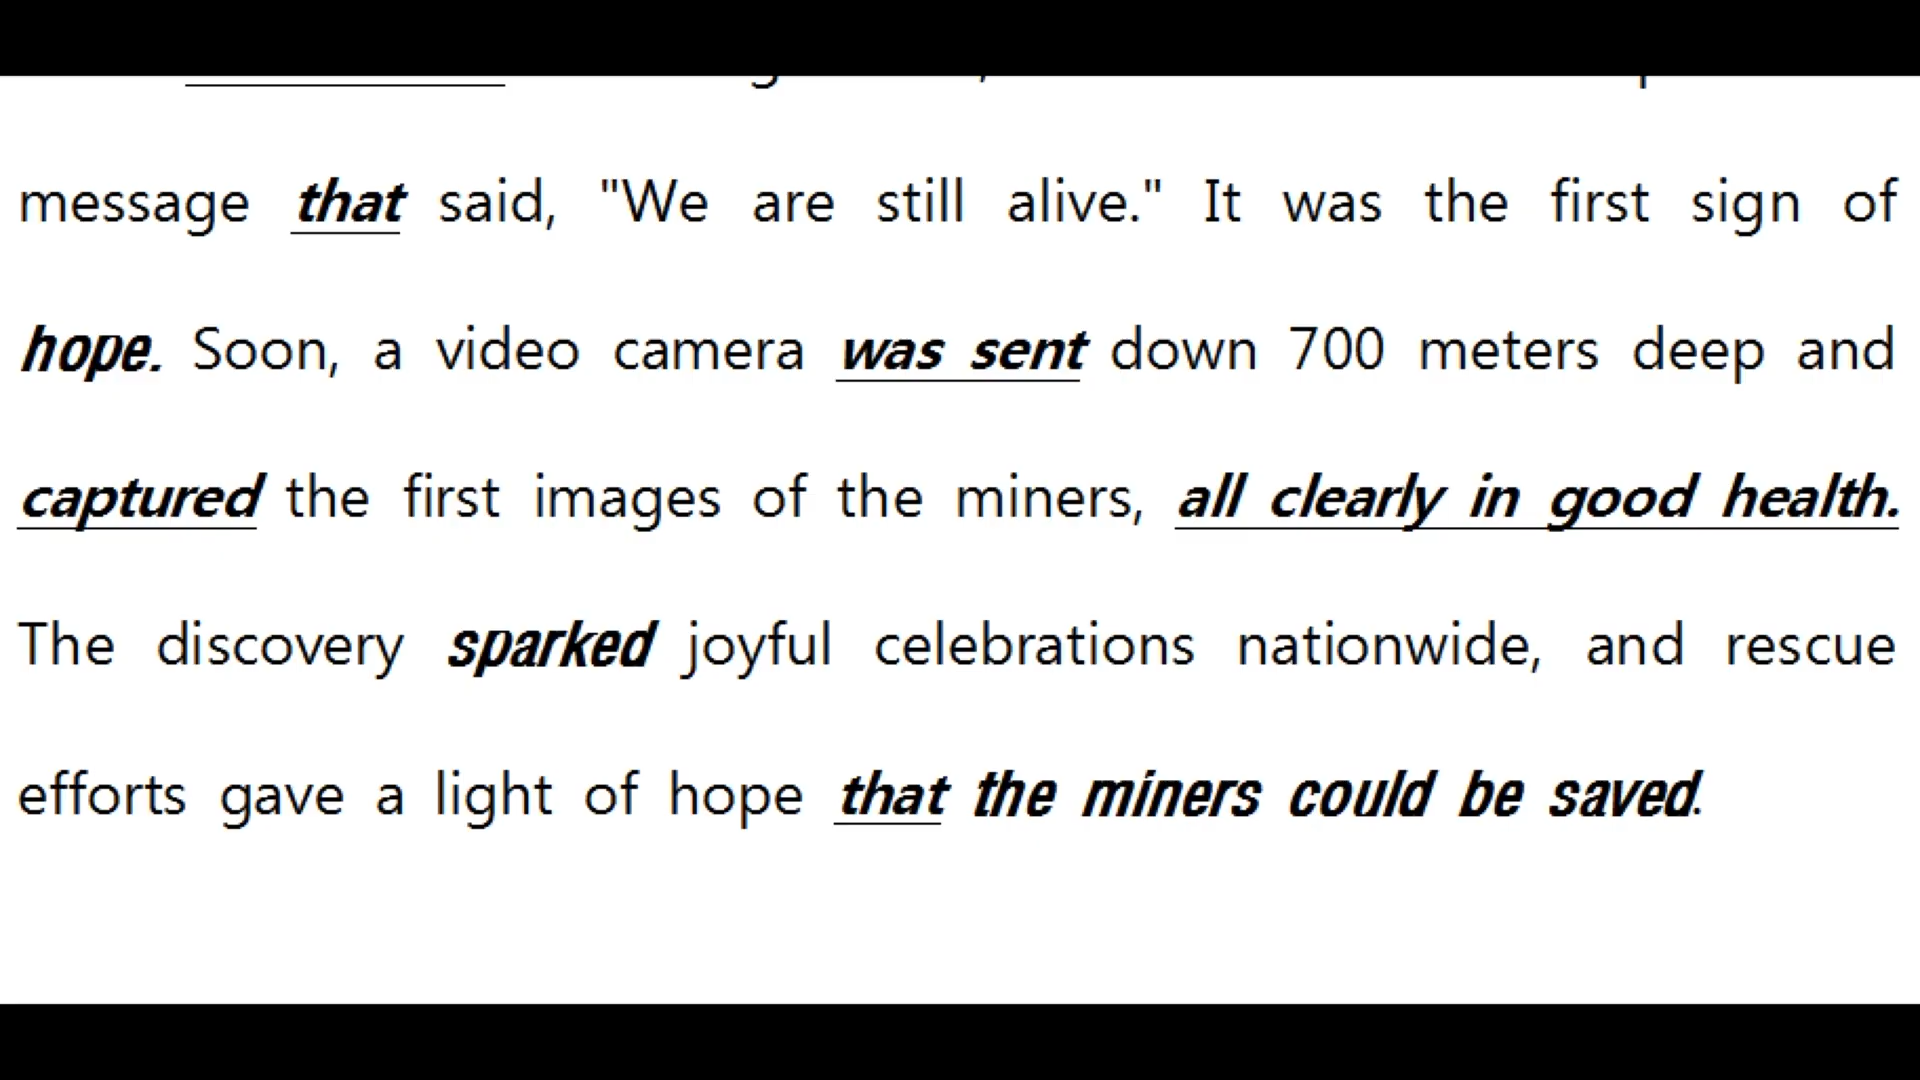 message that said, "We are still alive." It was the first sign of
hope. Soon, a video camera was sent down 700 meters deep and
captured the first images of the miners, all clearly in good health.
The discovery sparked joyful celebrations nationwide, and rescue
efforts gave a light of hope that the miners could be saved.